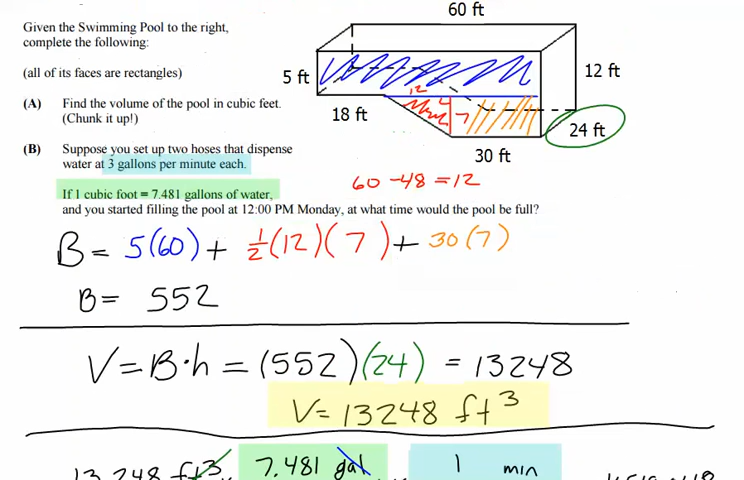 60 ft
Given the Swimming Pool to the right,
complete the following:
(all of its faces are rectangles)
5 ft
12 ft
12
7
18 ft
24 ft
30 ft
(A) Find the volume of the pool in cubic feet.
(Chunk it up!)
(B) Suppose you set up two hoses that dispense
water at 3 gallons per minute each.
60 - 48 = 12
If 1 cubic foot = 7.481 gallons of water,
and you started filling the pool at 12:00 PM Monday, at what time would the pool be full?
B = 5(60) + 1/2(12)(7) + 30(7)
B = 552
V = B·h = (552)(24) = 13248
V = 13248 ft³
13,248 ft³ 7.481 gal 1 min